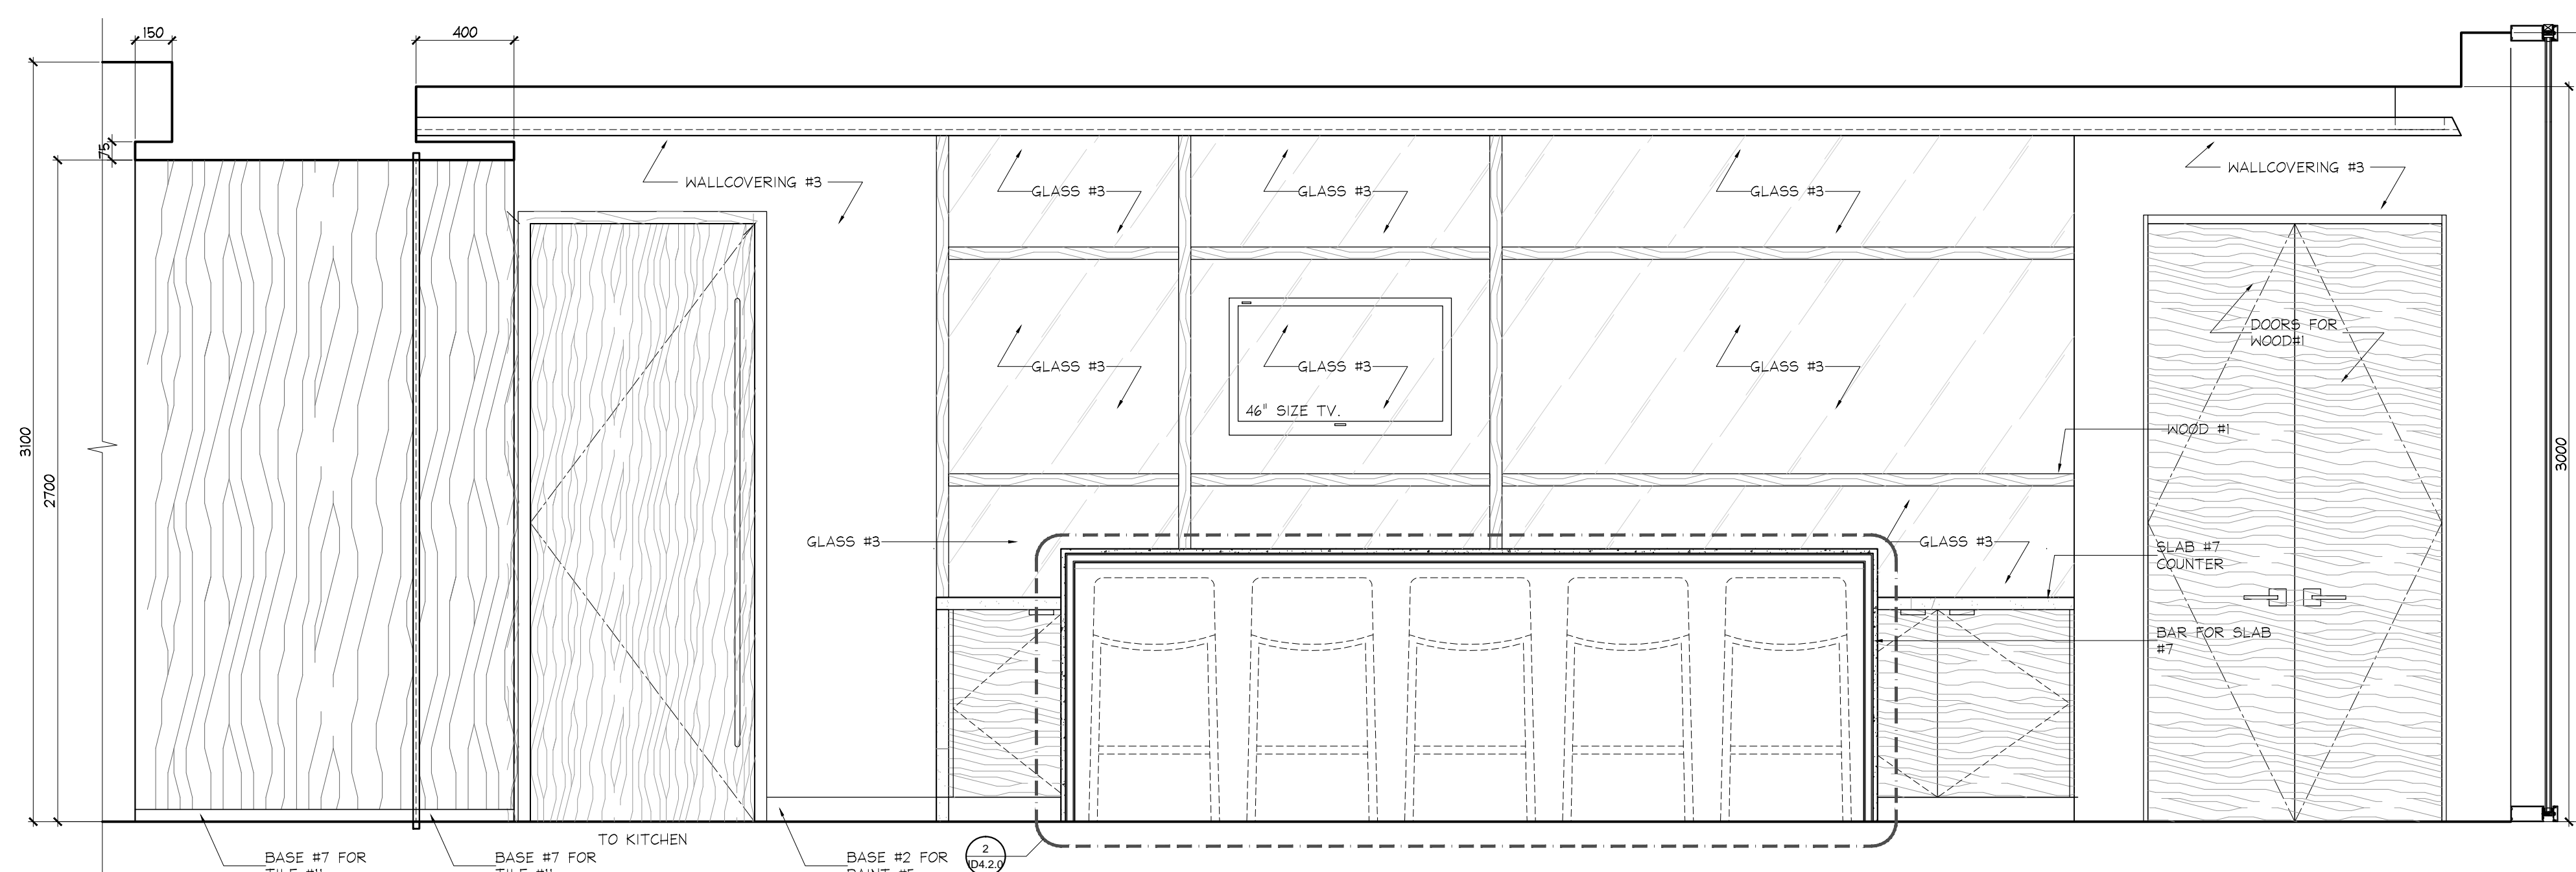 150
400
3100
75
2700
3000
WALLCOVERING #3
GLASS #3
GLASS #3
GLASS #3
WALLCOVERING #3
DOORS FOR
WOOD#1
GLASS #3
GLASS #3
GLASS #3
46" SIZE TV.
WOOD #1
GLASS #3
GLASS #3
SLAB #7
COUNTER
BAR FOR SLAB
#7
TO KITCHEN
BASE #7 FOR
BASE #7 FOR
BASE #2 FOR
2
ID4.2.0